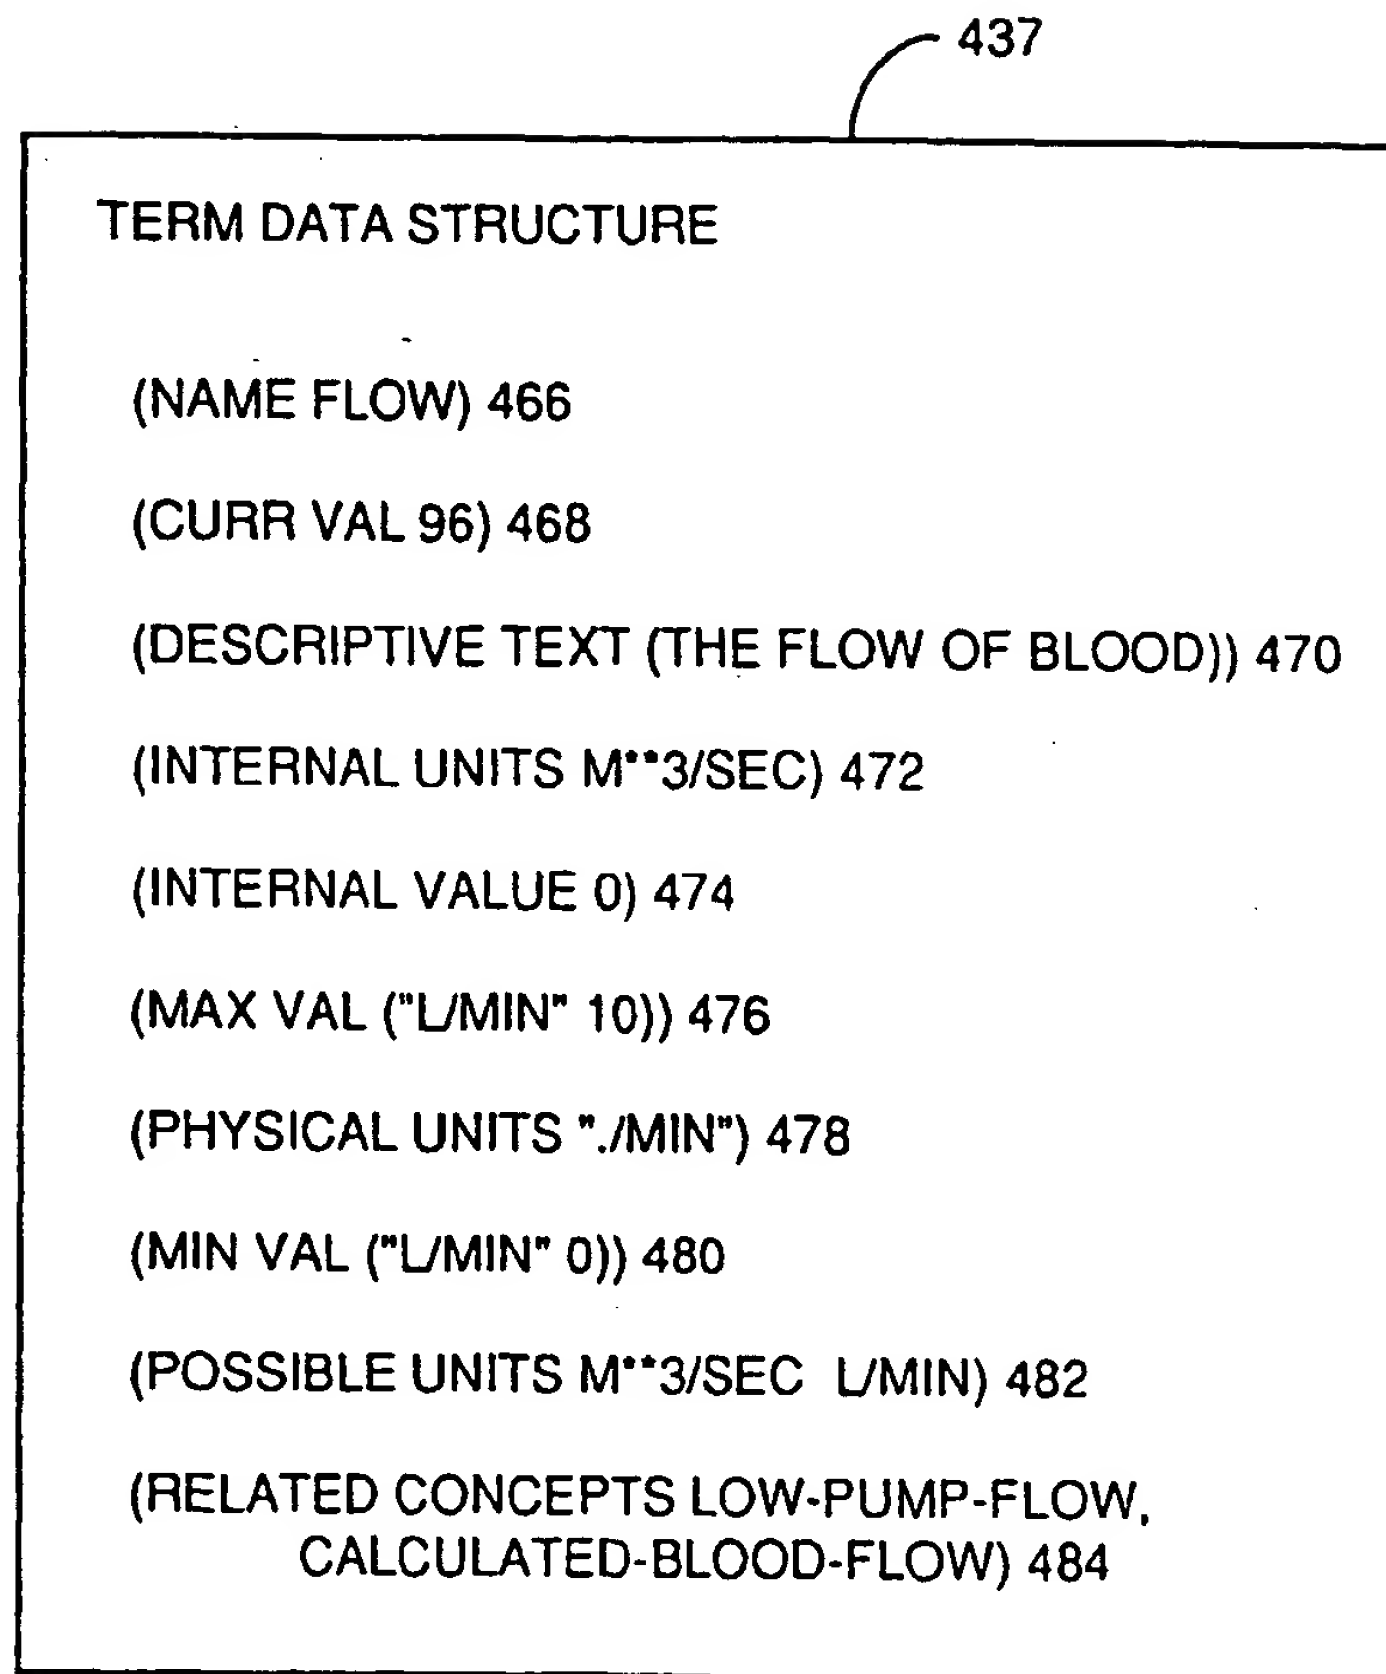 437
TERM DATA STRUCTURE
(NAME FLOW) 466
(CURR VAL 96) 468
(DESCRIPTIVE TEXT (THE FLOW OF BLOOD)) 470
(INTERNAL UNITS M**3/SEC) 472
(INTERNAL VALUE 0) 474
(MAX VAL ("L/MIN" 10)) 476
(PHYSICAL UNITS "./MIN") 478
(MIN VAL ("L/MIN" 0)) 480
(POSSIBLE UNITS M**3/SEC L/MIN) 482
(RELATED CONCEPTS LOW-PUMP-FLOW,
CALCULATED-BLOOD-FLOW) 484